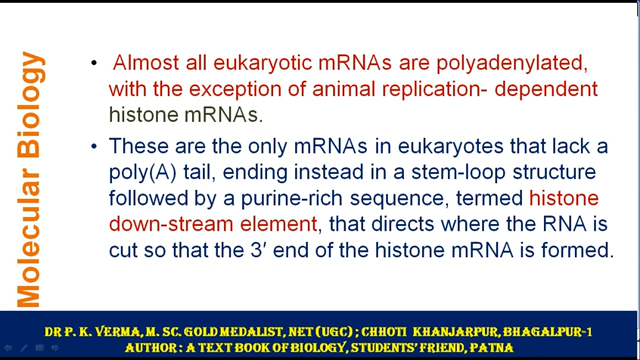 Molecular Biology
• Almost all eukaryotic mRNAs are polyadenylated,
with the exception of animal replication- dependent
histone mRNAs.
• These are the only mRNAs in eukaryotes that lack a
poly(A) tail, ending instead in a stem-loop structure
followed by a purine-rich sequence, termed histone
down-stream element, that directs where the RNA is
cut so that the 3′ end of the histone mRNA is formed.
DR P. K. VERMA, M. SC. GOLD MEDALIST, NET (UGC) ; CHHOTI KHANJARPUR, BHAGALPUR-1
AUTHOR : A TEXT BOOK OF BIOLOGY, STUDENTS' FRIEND, PATNA